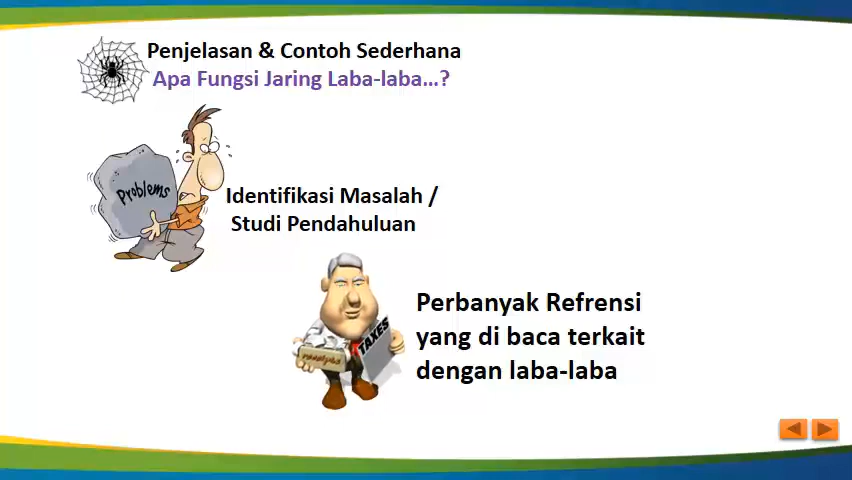 Penjelasan & Contoh Sederhana
Apa Fungsi Jaring Laba-laba...?
Problems
Identifikasi Masalah /
Studi Pendahuluan
Perbanyak Refrensi
yang di baca terkait
dengan laba-laba
TAXES